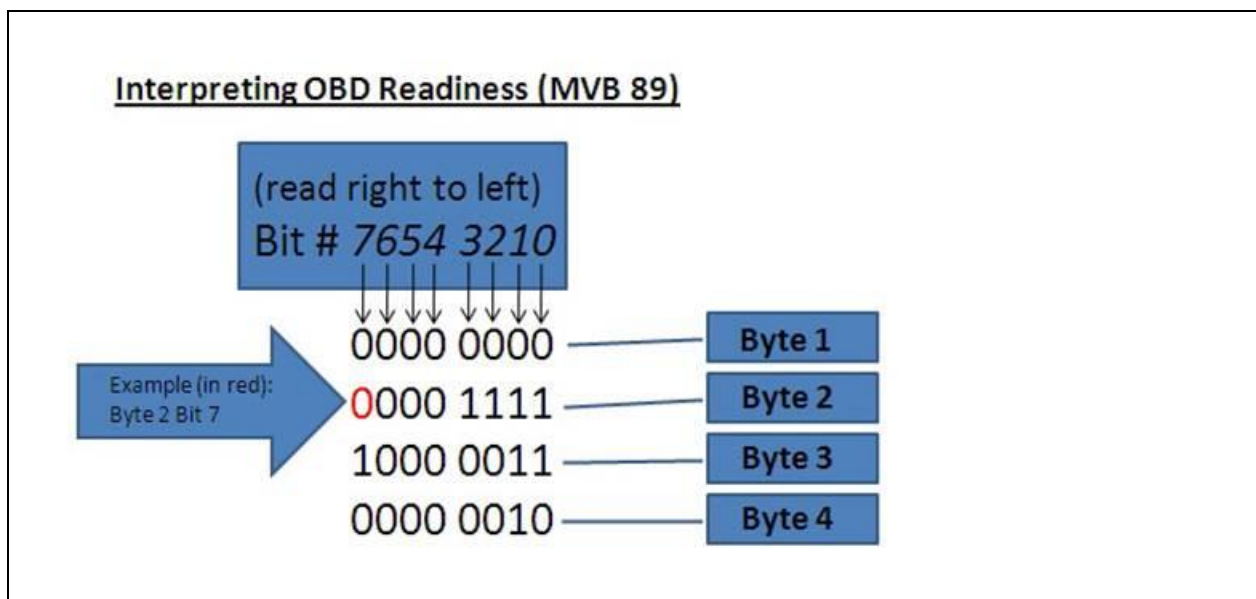 Interpreting OBD Readiness (MVB 89)
(read right to left)
Bit # 7654 3210
0000 0000
Byte 1
Example (in red):
Byte 2 Bit 7
0000 1111
Byte 2
1000 0011
Byte 3
0000 0010
Byte 4